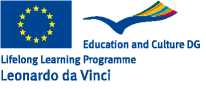 Education and Culture DG
Lifelong Learning Programme
Leonardo da Vinci